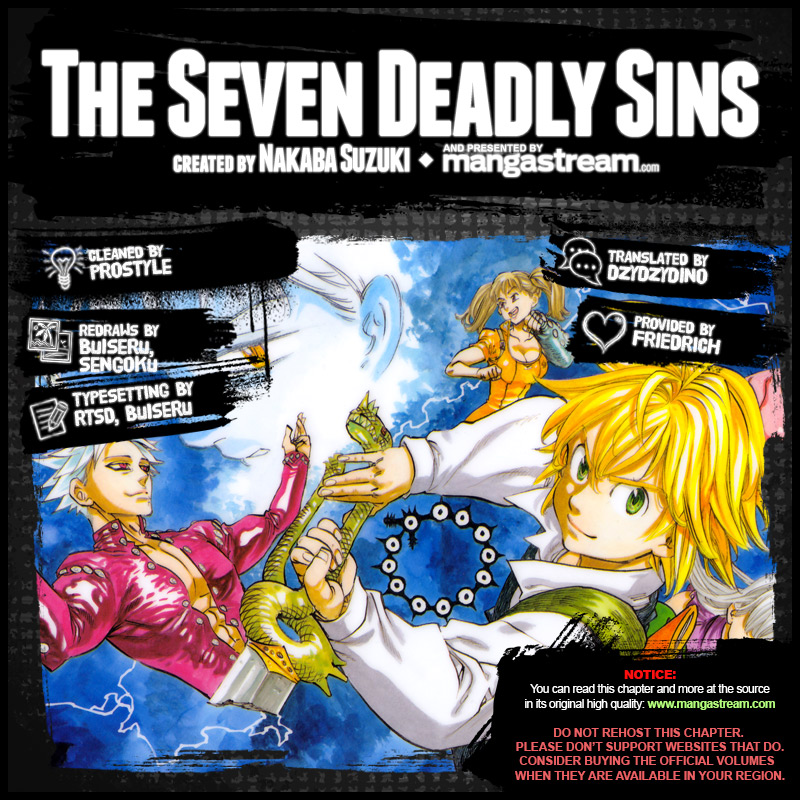 THE SEVEN DEADLY SINS
CREATED BY NAKABA SUZUKI ◆ AND PRESENTED BY mangastream.com
CLEANED BY
PROSTYLE
REDRAWS BY
BUISERU,
SENGOKU
TYPESETTING BY
RTSD, BUISERU
TRANSLATED BY
DZYDZYDINO
PROVIDED BY
FRIEDRICH
NOTICE:
You can read this chapter and more at the source
in its original high quality: www.mangastream.com
DO NOT REHOST THIS CHAPTER.
PLEASE DON'T SUPPORT WEBSITES THAT DO.
CONSIDER BUYING THE OFFICIAL VOLUMES
WHEN THEY ARE AVAILABLE IN YOUR REGION.